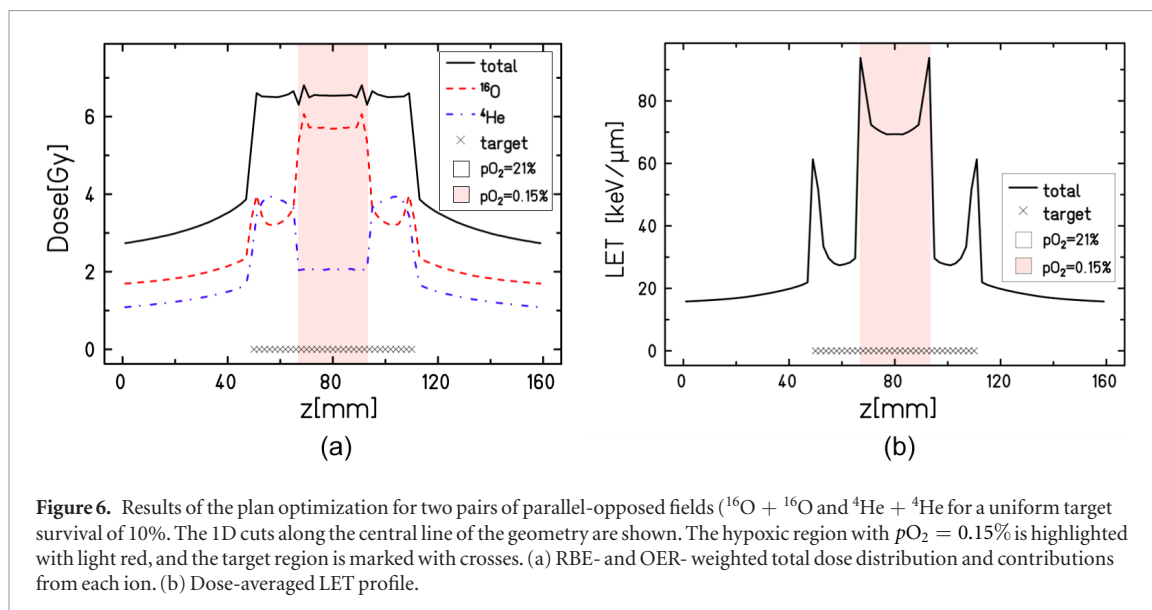 Dose[Gy]
6
4
2
0
0
40
80
120
160
z[mm]
total
¹⁶O
⁴He
target
pO₂=21%
pO₂=0.15%
(a)
LET [keV/μm]
80
60
40
20
0
0
40
80
120
160
z[mm]
total
target
pO₂=21%
pO₂=0.15%
(b)
Figure 6. Results of the plan optimization for two pairs of parallel-opposed fields (¹⁶O + ¹⁶O and ⁴He + ⁴He for a uniform target
survival of 10%. The 1D cuts along the central line of the geometry are shown. The hypoxic region with pO₂ = 0.15% is highlighted
with light red, and the target region is marked with crosses. (a) RBE- and OER- weighted total dose distribution and contributions
from each ion. (b) Dose-averaged LET profile.